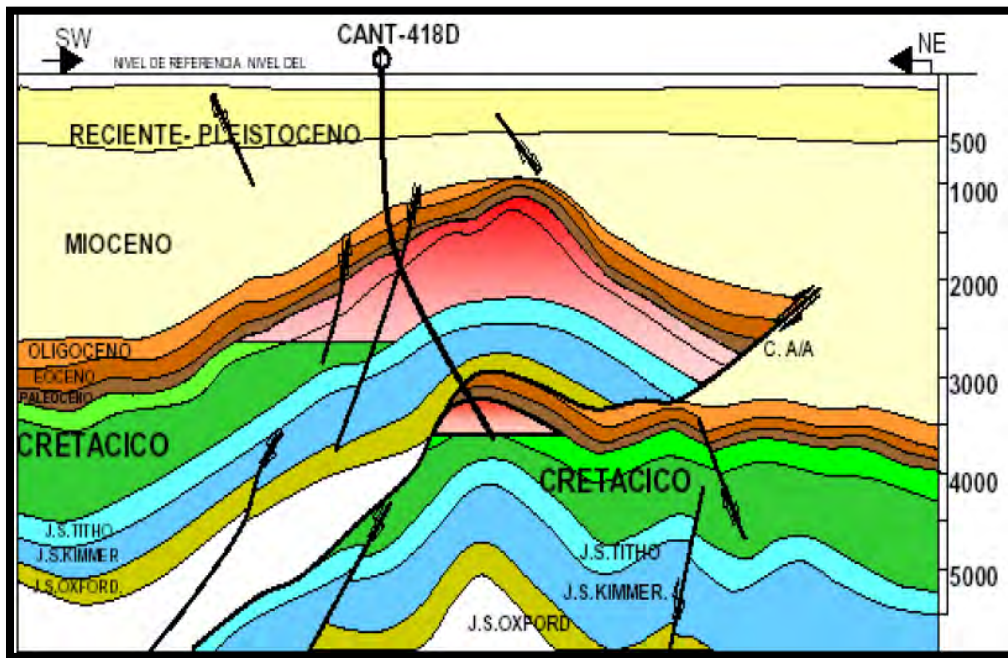 SW
CANT-418D
NE
NIVEL DE REFERENCIA NIVEL DEL
RECIENTE- PLEISTOCENO
500
1000
MIOCENO
2000
OLIGOCENO
C. A/A
EOCENO
3000
PALEOCENO
CRETACICO
CRETACICO
4000
J.S.TITHO
J.S.TITHO
J.S.KIMMER
5000
J.S.OXFORD.
J.S.KIMMER.
J.S.OXFORD